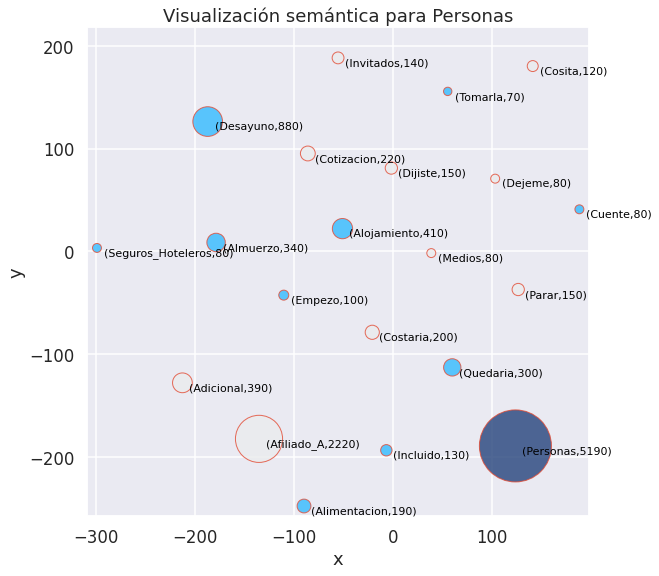 Visualización semántica para Personas
200
100
0
−100
−200
y
(Invitados,140)
(Cosita,120)
(Tomarla,70)
(Desayuno,880)
(Cotizacion,220)
(Dijiste,150)
(Dejeme,80)
(Cuente,80)
(Alojamiento,410)
(Seguros_Hoteleros,80)
(Almuerzo,340)
(Medios,80)
(Empezo,100)
(Parar,150)
(Costaria,200)
(Quedaria,300)
(Adicional,390)
(Afiliado_A,2220)
(Incluido,130)
(Personas,5190)
(Alimentacion,190)
−300
−200
−100
0
100
x